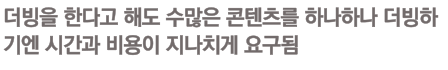 더빙을 한다고 해도 수많은 콘텐츠를 하나하나 더빙하
기엔 시간과 비용이 지나치게 요구됨